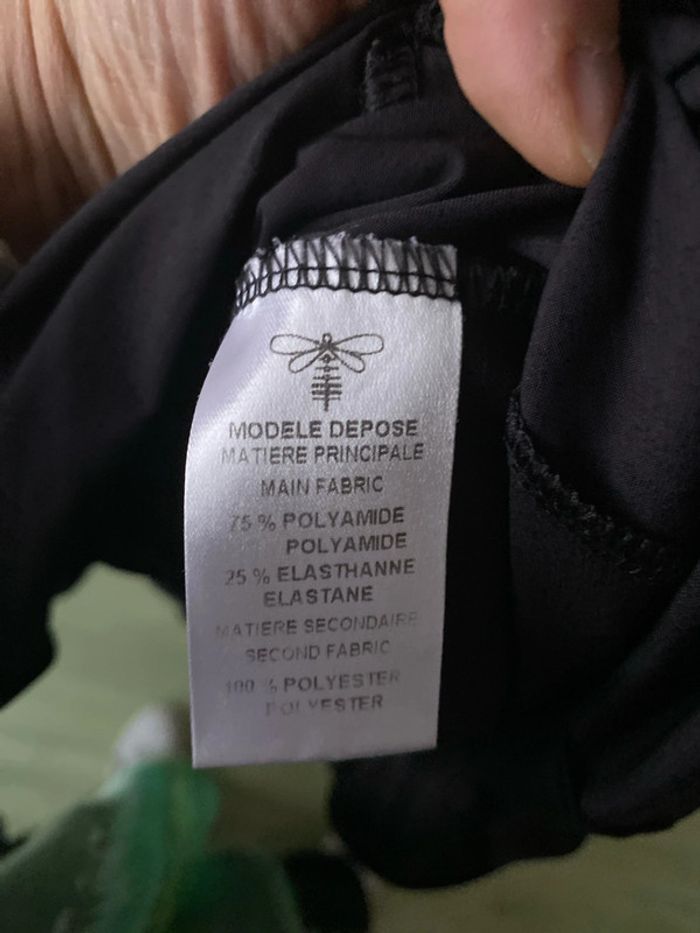 MODELE DEPOSE
MATIERE PRINCIPALE
MAIN FABRIC
75 % POLYAMIDE
POLYAMIDE
25 % ELASTHANNE
ELASTANE
MATIERE SECONDAIRE
SECOND FABRIC
100 % POLYESTER
POLYESTER